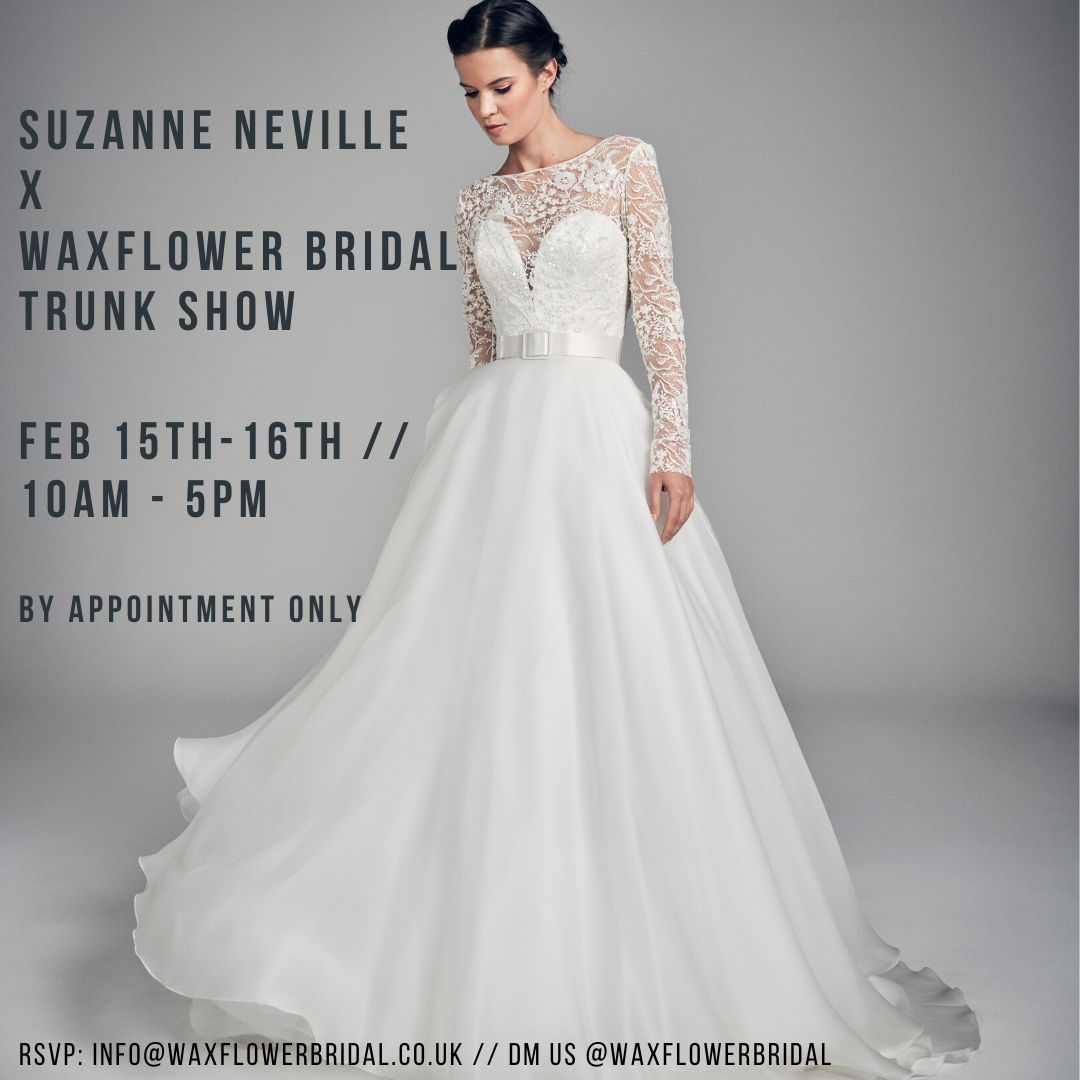 SUZANNE NEVILLE
X
WAXFLOWER BRIDAL
TRUNK SHOW
FEB 15TH-16TH //
10AM - 5PM
BY APPOINTMENT ONLY
RSVP: INFO@WAXFLOWERBRIDAL.CO.UK // DM US @WAXFLOWERBRIDAL